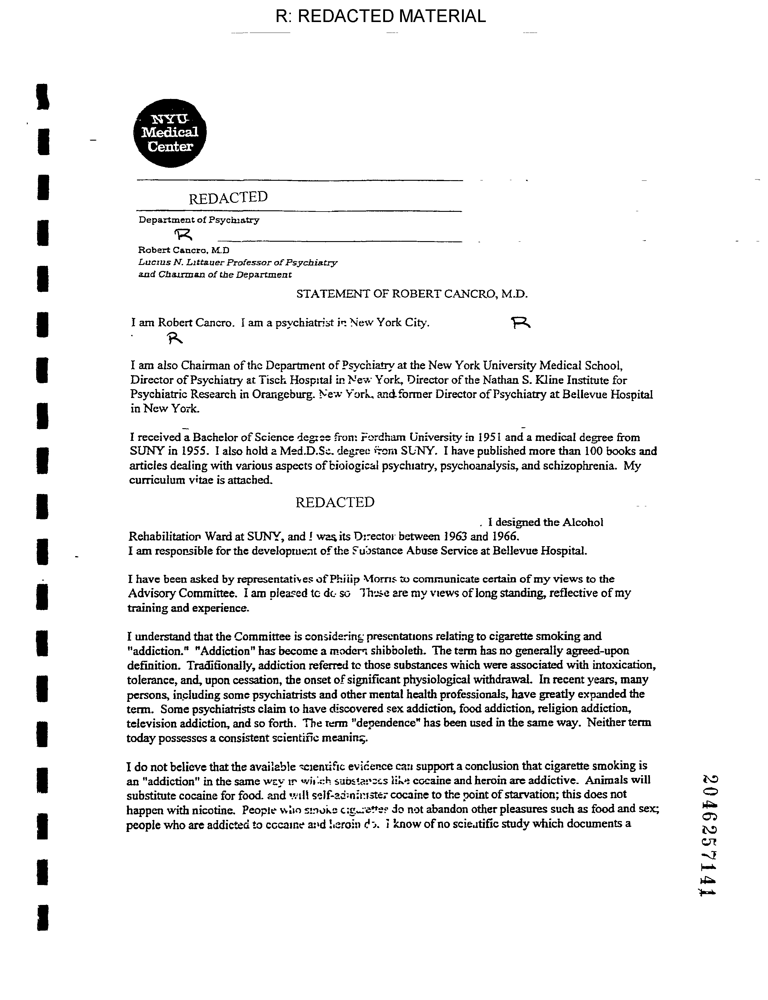 R: REDACTED MATERIAL
NYU
Medical
Center
REDACTED
Department of Psychiatry
R
Robert Cancro, M.D
Lucius N. Littauer Professor of Psychiatry
and Chairman of the Department
STATEMENT OF ROBERT CANCRO, M.D.
I am Robert Cancro. I am a psychiatrist in New York City. R
R
I am also Chairman of the Department of Psychiatry at the New York University Medical School,
Director of Psychiatry at Tisch Hospital in New York, Director of the Nathan S. Kline Institute for
Psychiatric Research in Orangeburg, New York, and former Director of Psychiatry at Bellevue Hospital
in New York.
I received a Bachelor of Science degree from Fordham University in 1951 and a medical degree from
SUNY in 1955. I also hold a Med.D.Sc. degree from SUNY. I have published more than 100 books and
articles dealing with various aspects of biological psychiatry, psychoanalysis, and schizophrenia. My
curriculum vitae is attached.
REDACTED
. I designed the Alcohol
Rehabilitation Ward at SUNY, and I was its Director between 1963 and 1966.
I am responsible for the development of the Substance Abuse Service at Bellevue Hospital.
I have been asked by representatives of Philip Morris to communicate certain of my views to the
Advisory Committee. I am pleased to do so These are my views of long standing, reflective of my
training and experience.
I understand that the Committee is considering presentations relating to cigarette smoking and
"addiction." "Addiction" has become a modern shibboleth. The term has no generally agreed-upon
definition. Traditionally, addiction referred to those substances which were associated with intoxication,
tolerance, and, upon cessation, the onset of significant physiological withdrawal. In recent years, many
persons, including some psychiatrists and other mental health professionals, have greatly expanded the
term. Some psychiatrists claim to have discovered sex addiction, food addiction, religion addiction,
television addiction, and so forth. The term "dependence" has been used in the same way. Neither term
today possesses a consistent scientific meaning.
I do not believe that the available scientific evidence can support a conclusion that cigarette smoking is
an "addiction" in the same way in which substances like cocaine and heroin are addictive. Animals will
substitute cocaine for food, and will self-administer cocaine to the point of starvation; this does not
happen with nicotine. People who smoke cigarettes do not abandon other pleasures such as food and sex;
people who are addicted to cocaine and heroin do. I know of no scientific study which documents a
2046257141